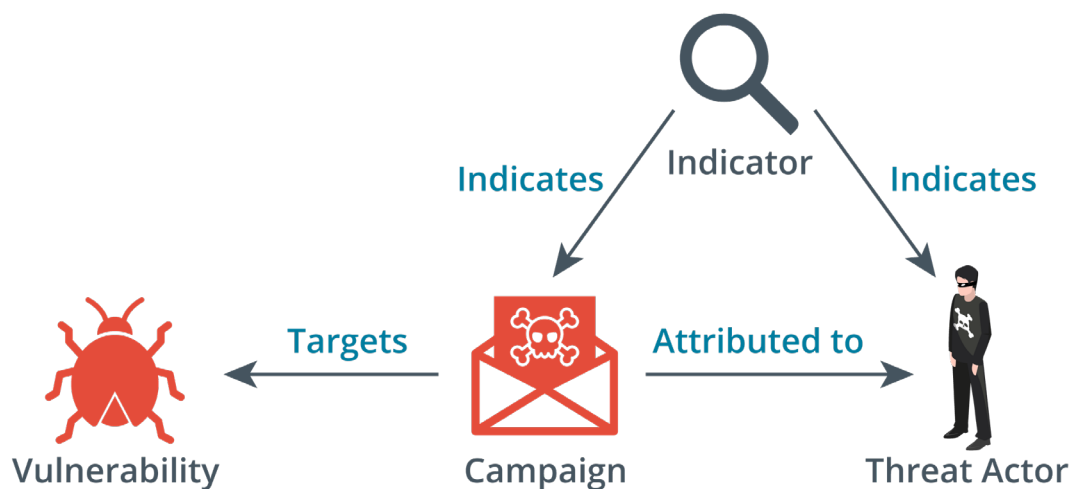 Indicator
Indicates
Indicates
Targets
Attributed to
Vulnerability
Campaign
Threat Actor